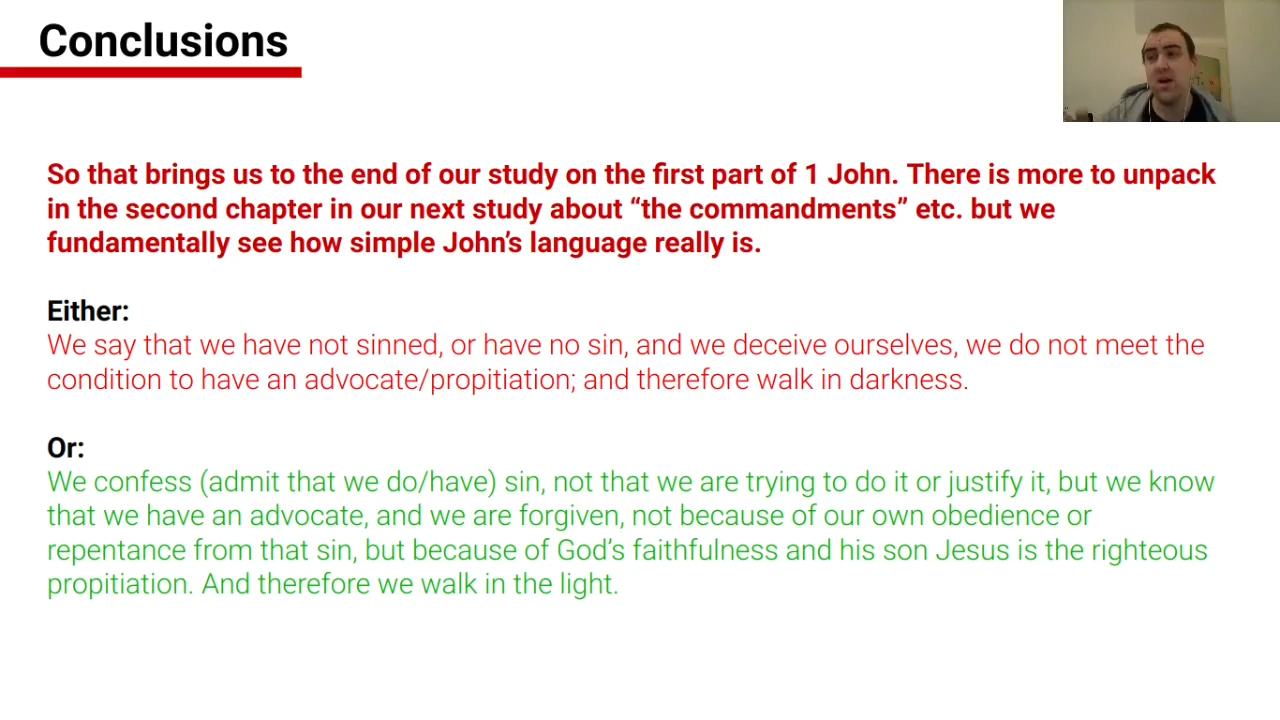 Conclusions
So that brings us to the end of our study on the first part of 1 John. There is more to unpack
in the second chapter in our next study about “the commandments” etc. but we
fundamentally see how simple John’s language really is.
Either:
We say that we have not sinned, or have no sin, and we deceive ourselves, we do not meet the
condition to have an advocate/propitiation; and therefore walk in darkness.
Or:
We confess (admit that we do/have) sin, not that we are trying to do it or justify it, but we know
that we have an advocate, and we are forgiven, not because of our own obedience or
repentance from that sin, but because of God’s faithfulness and his son Jesus is the righteous
propitiation. And therefore we walk in the light.